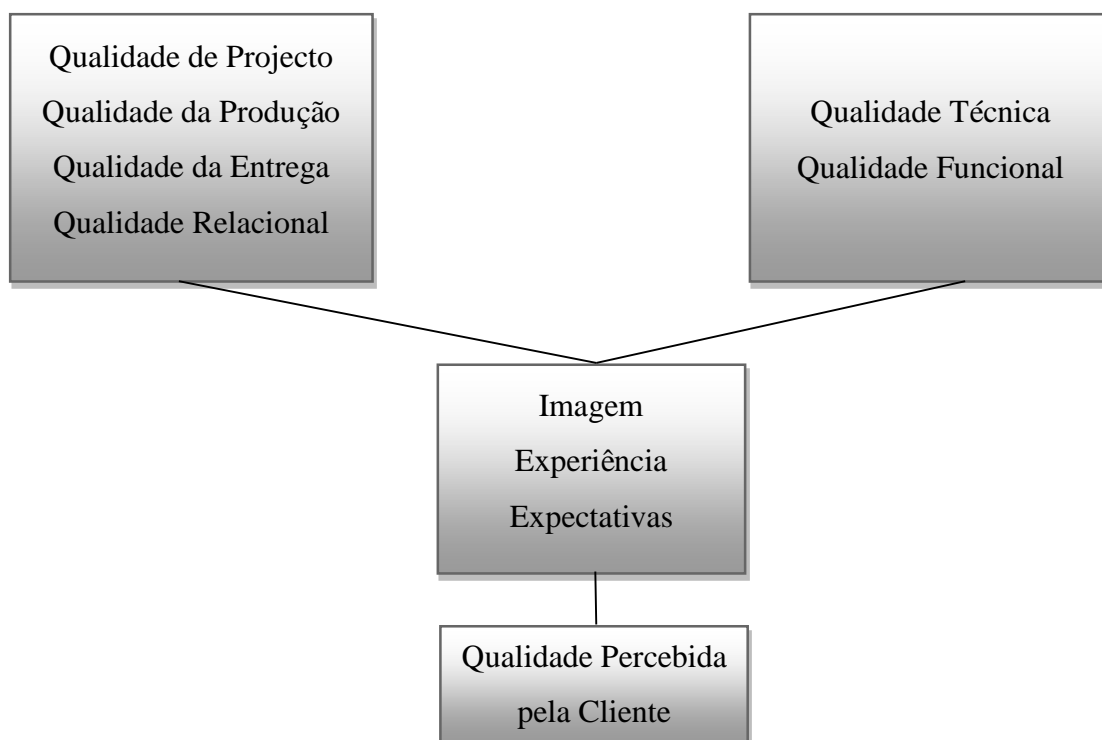 Qualidade de Projecto
Qualidade da Produção
Qualidade da Entrega
Qualidade Relacional
Qualidade Técnica
Qualidade Funcional
Imagem
Experiência
Expectativas
Qualidade Percebida
pela Cliente